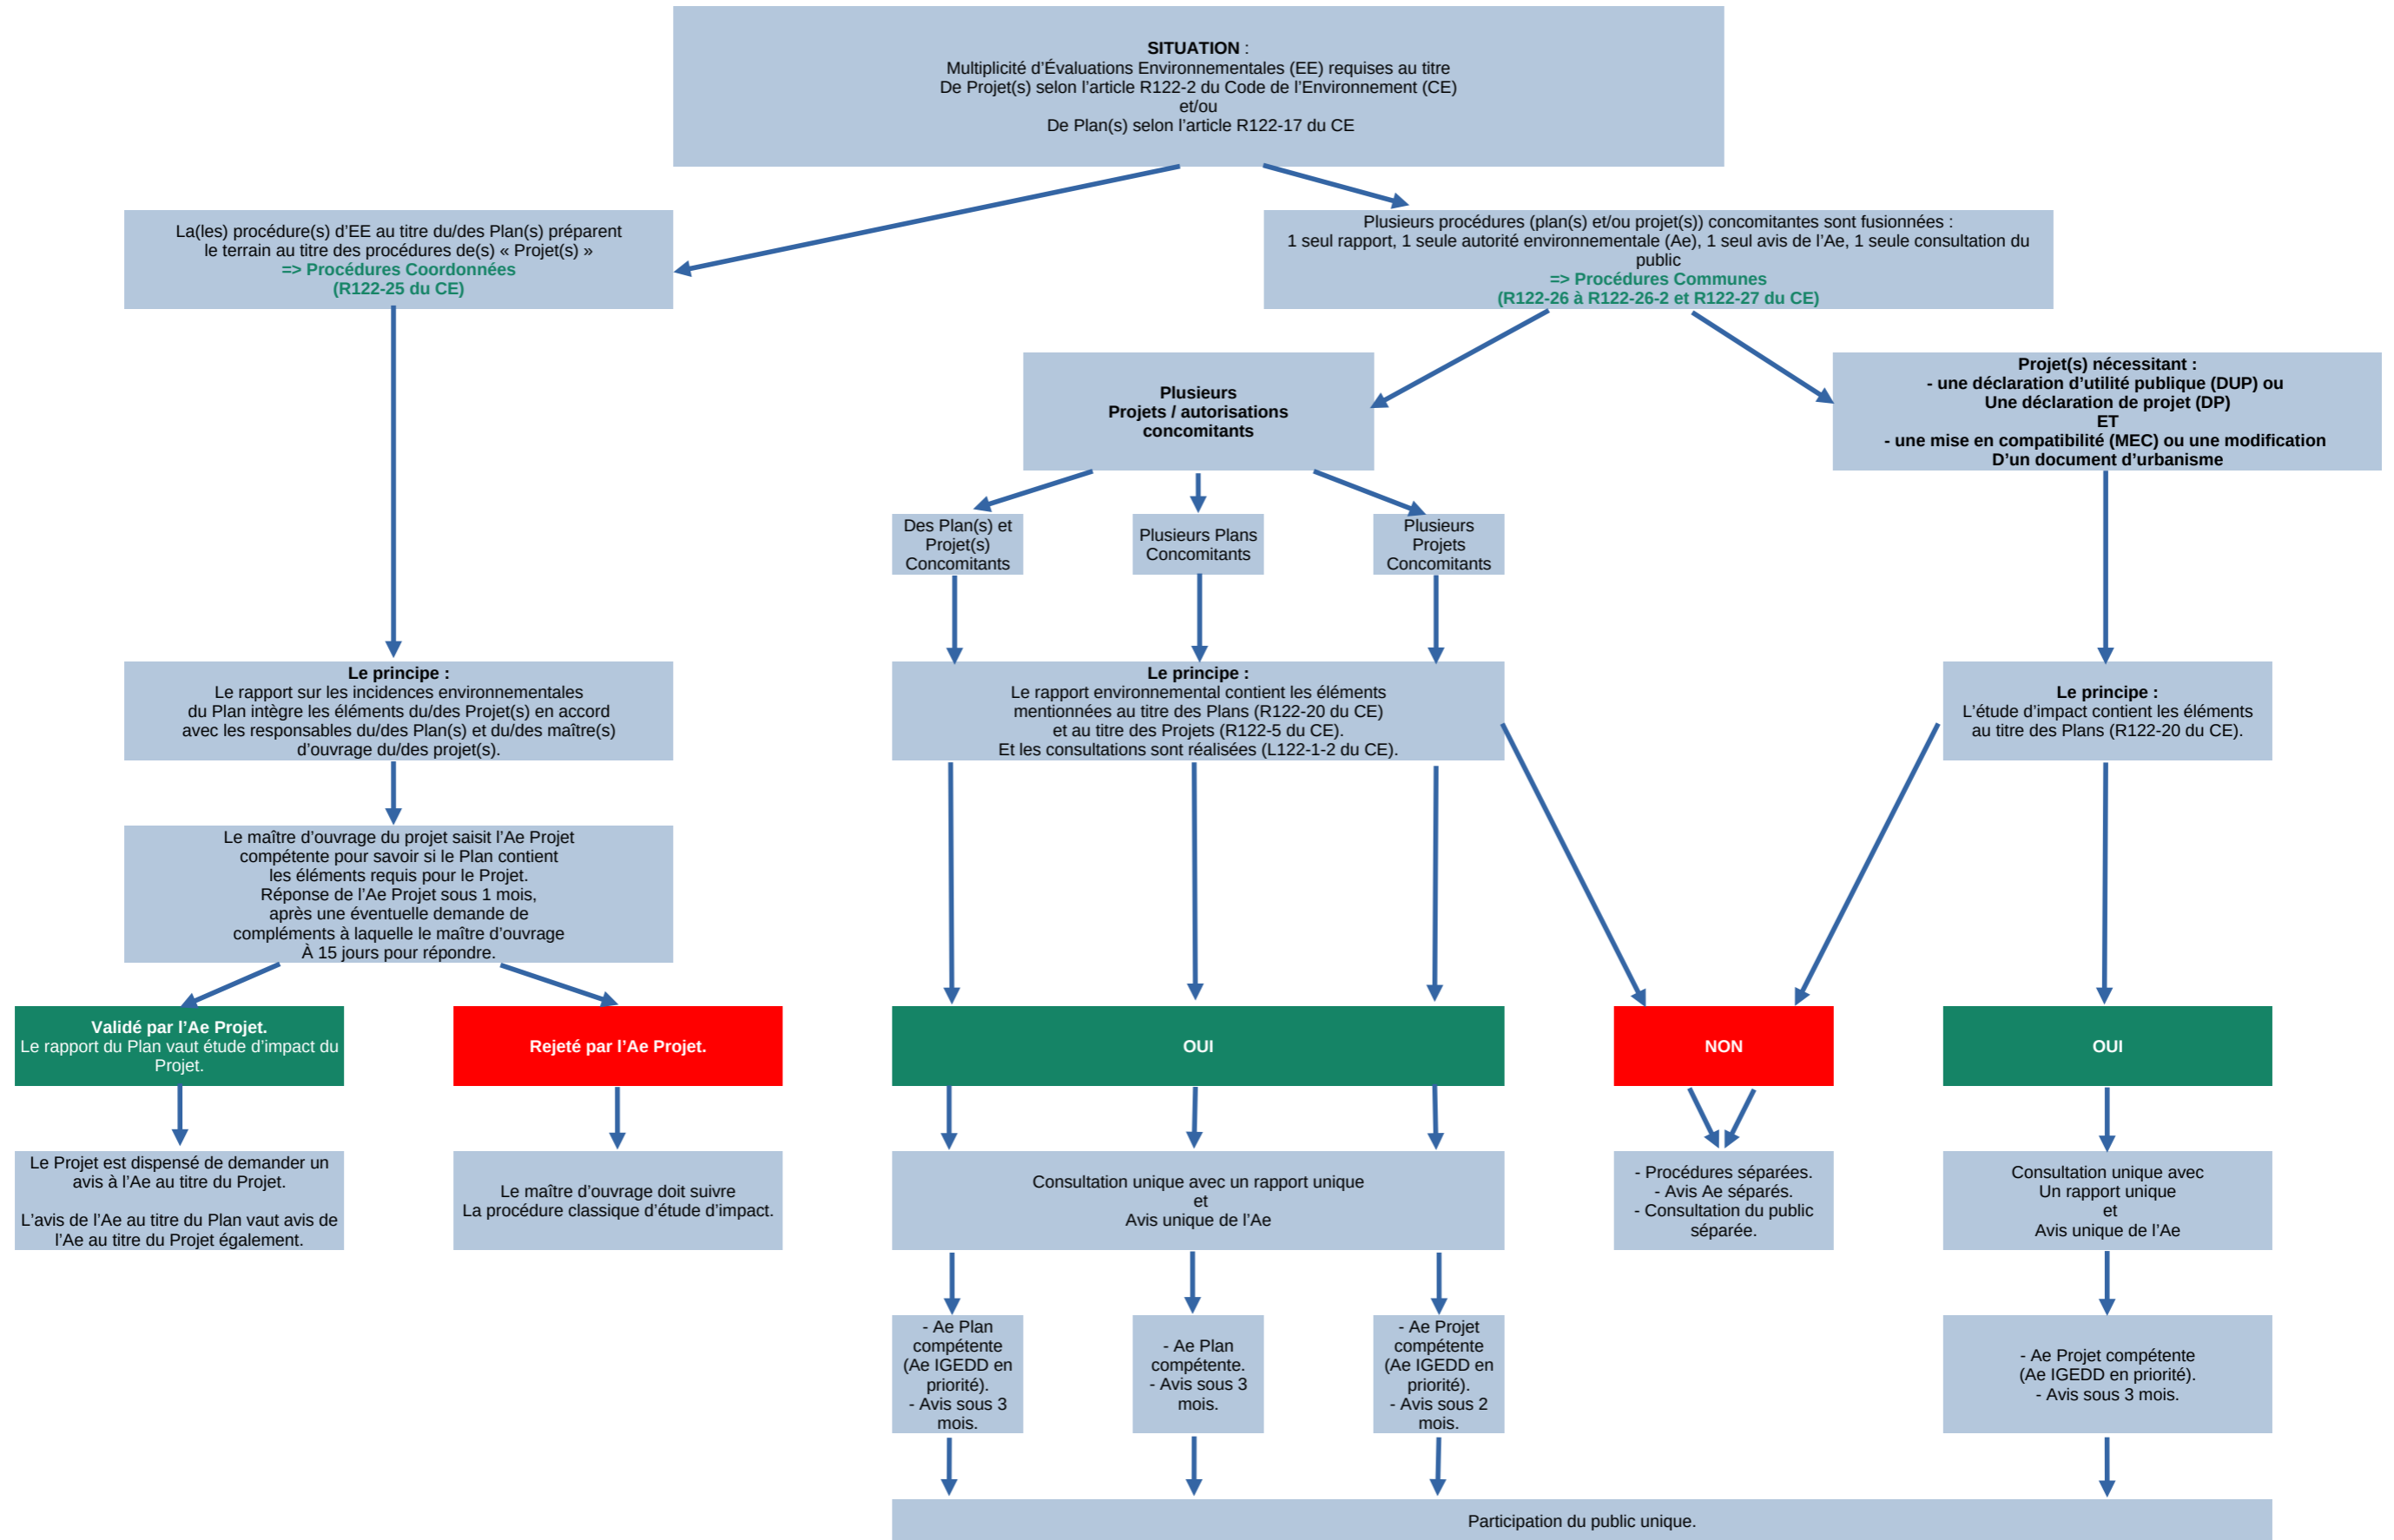 SITUATION :
Multiplicité d’Évaluations Environnementales (EE) requises au titre
De Projet(s) selon l’article R122-2 du Code de l’Environnement (CE)
et/ou
De Plan(s) selon l’article R122-17 du CE
La(les) procédure(s) d’EE au titre du/des Plan(s) préparent
le terrain au titre des procédures de(s) « Projet(s) »
=> Procédures Coordonnées
(R122-25 du CE)
Plusieurs procédures (plan(s) et/ou projet(s)) concomitantes sont fusionnées :
1 seul rapport, 1 seule autorité environnementale (Ae), 1 seul avis de l’Ae, 1 seule consultation du
public
=> Procédures Communes
(R122-26 à R122-26-2 et R122-27 du CE)
Plusieurs
Projets / autorisations
concomitants
Projet(s) nécessitant :
- une déclaration d’utilité publique (DUP) ou
Une déclaration de projet (DP)
ET
- une mise en compatibilité (MEC) ou une modification
D’un document d’urbanisme
Des Plan(s) et
Projet(s)
Concomitants
Plusieurs Plans
Concomitants
Plusieurs
Projets
Concomitants
Le principe :
Le rapport sur les incidences environnementales
du Plan intègre les éléments du/des Projet(s) en accord
avec les responsables du/des Plan(s) et du/des maître(s)
d’ouvrage du/des projet(s).
Le principe :
Le rapport environnemental contient les éléments
mentionnées au titre des Plans (R122-20 du CE)
et au titre des Projets (R122-5 du CE).
Et les consultations sont réalisées (L122-1-2 du CE).
Le principe :
L’étude d’impact contient les éléments
au titre des Plans (R122-20 du CE).
Le maître d’ouvrage du projet saisit l’Ae Projet
compétente pour savoir si le Plan contient
les éléments requis pour le Projet.
Réponse de l’Ae Projet sous 1 mois,
après une éventuelle demande de
compléments à laquelle le maître d’ouvrage
À 15 jours pour répondre.
Validé par l’Ae Projet.
Le rapport du Plan vaut étude d’impact du
Projet.
Rejeté par l’Ae Projet.
OUI
NON
OUI
Le Projet est dispensé de demander un
avis à l’Ae au titre du Projet.
L’avis de l’Ae au titre du Plan vaut avis de
l’Ae au titre du Projet également.
Le maître d’ouvrage doit suivre
La procédure classique d’étude d’impact.
Consultation unique avec un rapport unique
et
Avis unique de l’Ae
- Procédures séparées.
- Avis Ae séparés.
- Consultation du public
séparée.
Consultation unique avec
Un rapport unique
et
Avis unique de l’Ae
- Ae Plan
compétente
(Ae IGEDD en
priorité).
- Avis sous 3
mois.
- Ae Plan
compétente.
- Avis sous 3
mois.
- Ae Projet
compétente
(Ae IGEDD en
priorité).
- Avis sous 2
mois.
- Ae Projet compétente
(Ae IGEDD en priorité).
- Avis sous 3 mois.
Participation du public unique.